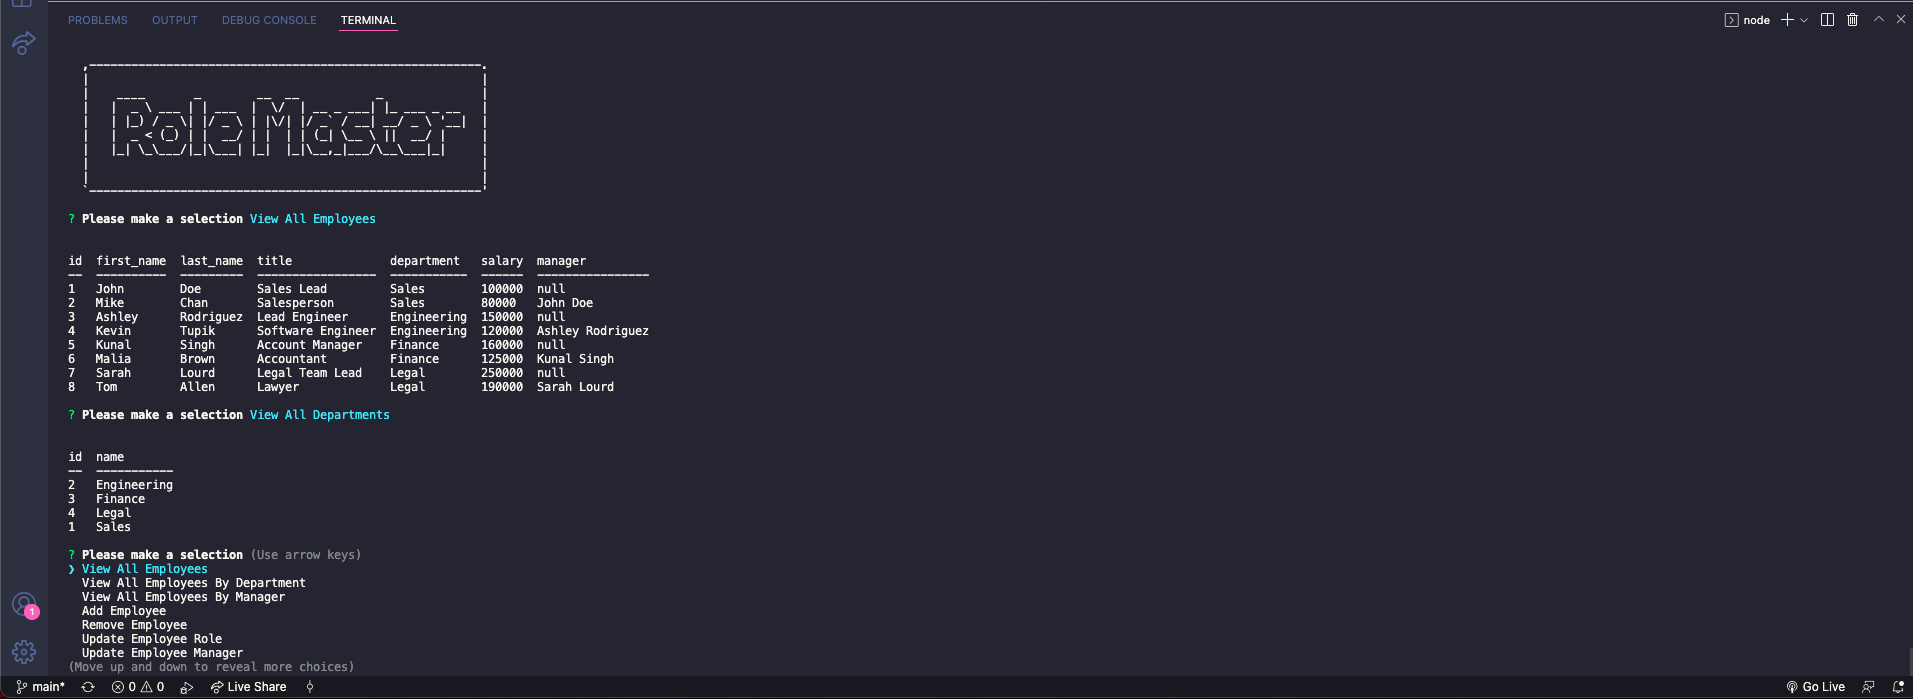 PROBLEMS OUTPUT DEBUG CONSOLE TERMINAL node
Role Master
? Please make a selection View All Employees
id first_name last_name title department salary manager
1 John Doe Sales Lead Sales 100000 null
2 Mike Chan Salesperson Sales 80000 John Doe
3 Ashley Rodriguez Lead Engineer Engineering 150000 null
4 Kevin Tupik Software Engineer Engineering 120000 Ashley Rodriguez
5 Kunal Singh Account Manager Finance 160000 null
6 Malia Brown Accountant Finance 125000 Kunal Singh
7 Sarah Lourd Legal Team Lead Legal 250000 null
8 Tom Allen Lawyer Legal 190000 Sarah Lourd
? Please make a selection View All Departments
id name
2 Engineering
3 Finance
4 Legal
1 Sales
? Please make a selection (Use arrow keys)
❯ View All Employees
View All Employees By Department
View All Employees By Manager
Add Employee
Remove Employee
Update Employee Role
1
Update Employee Manager
(Move up and down to reveal more choices)
main* 0 0 Live Share Go Live